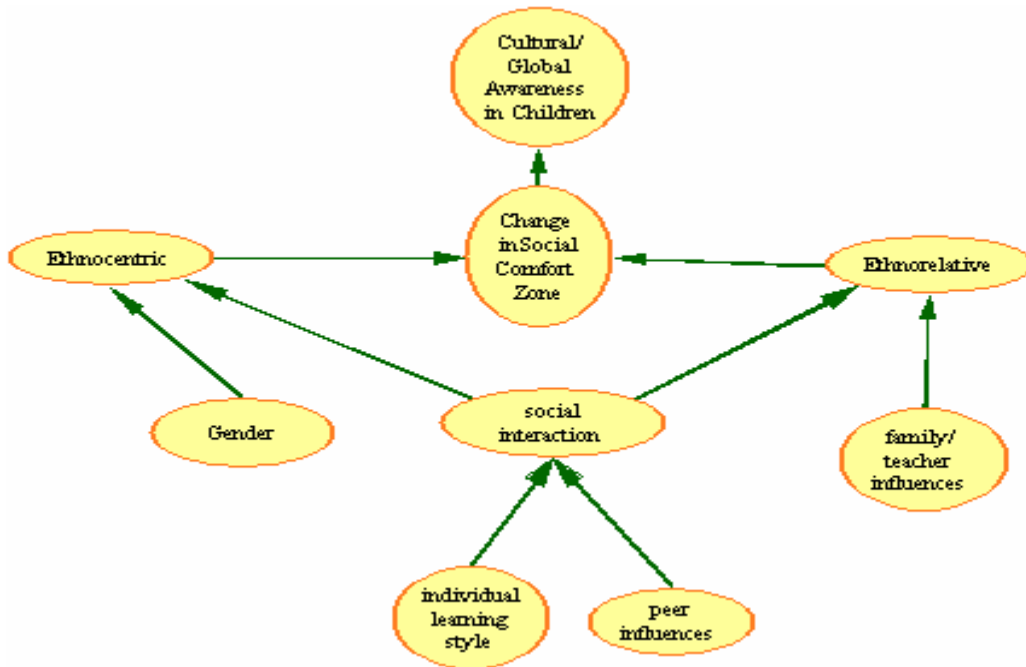 Cultural/
Global
Awareness
in Children
Change
in Social
Comfort
Zone
Ethnocentric
Ethnorelative
Gender
social
interaction
family/
teacher
influences
individual
learning
style
peer
influences